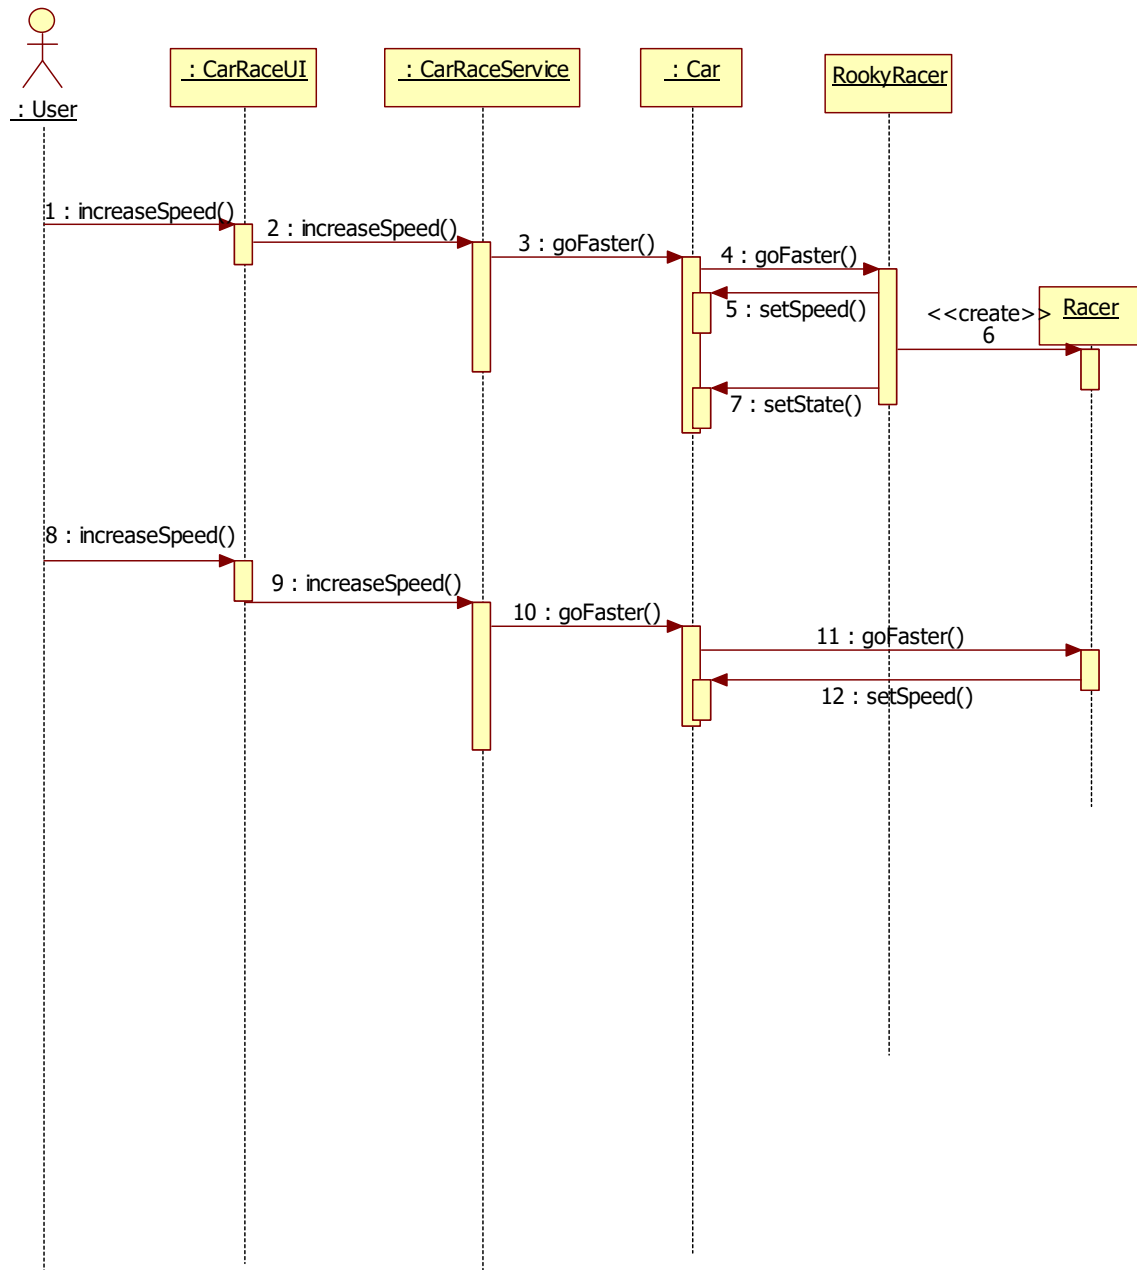 : User
: CarRaceUI
: CarRaceService
: Car
RookyRacer
1 : increaseSpeed()
2 : increaseSpeed()
3 : goFaster()
4 : goFaster()
5 : setSpeed()
<<create>>
6
Racer
7 : setState()
8 : increaseSpeed()
9 : increaseSpeed()
10 : goFaster()
11 : goFaster()
12 : setSpeed()